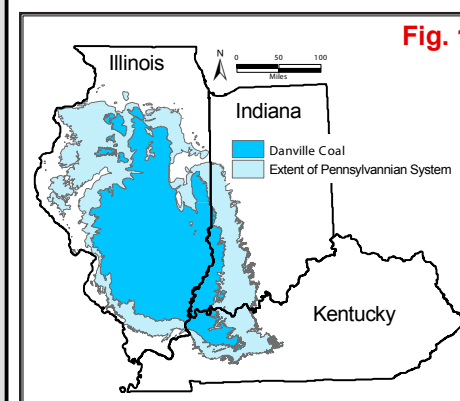 Fig.
Illinois
N
0 50 100
Miles
Indiana
Danville Coal
Extent of Pennsylvannian System
Kentucky